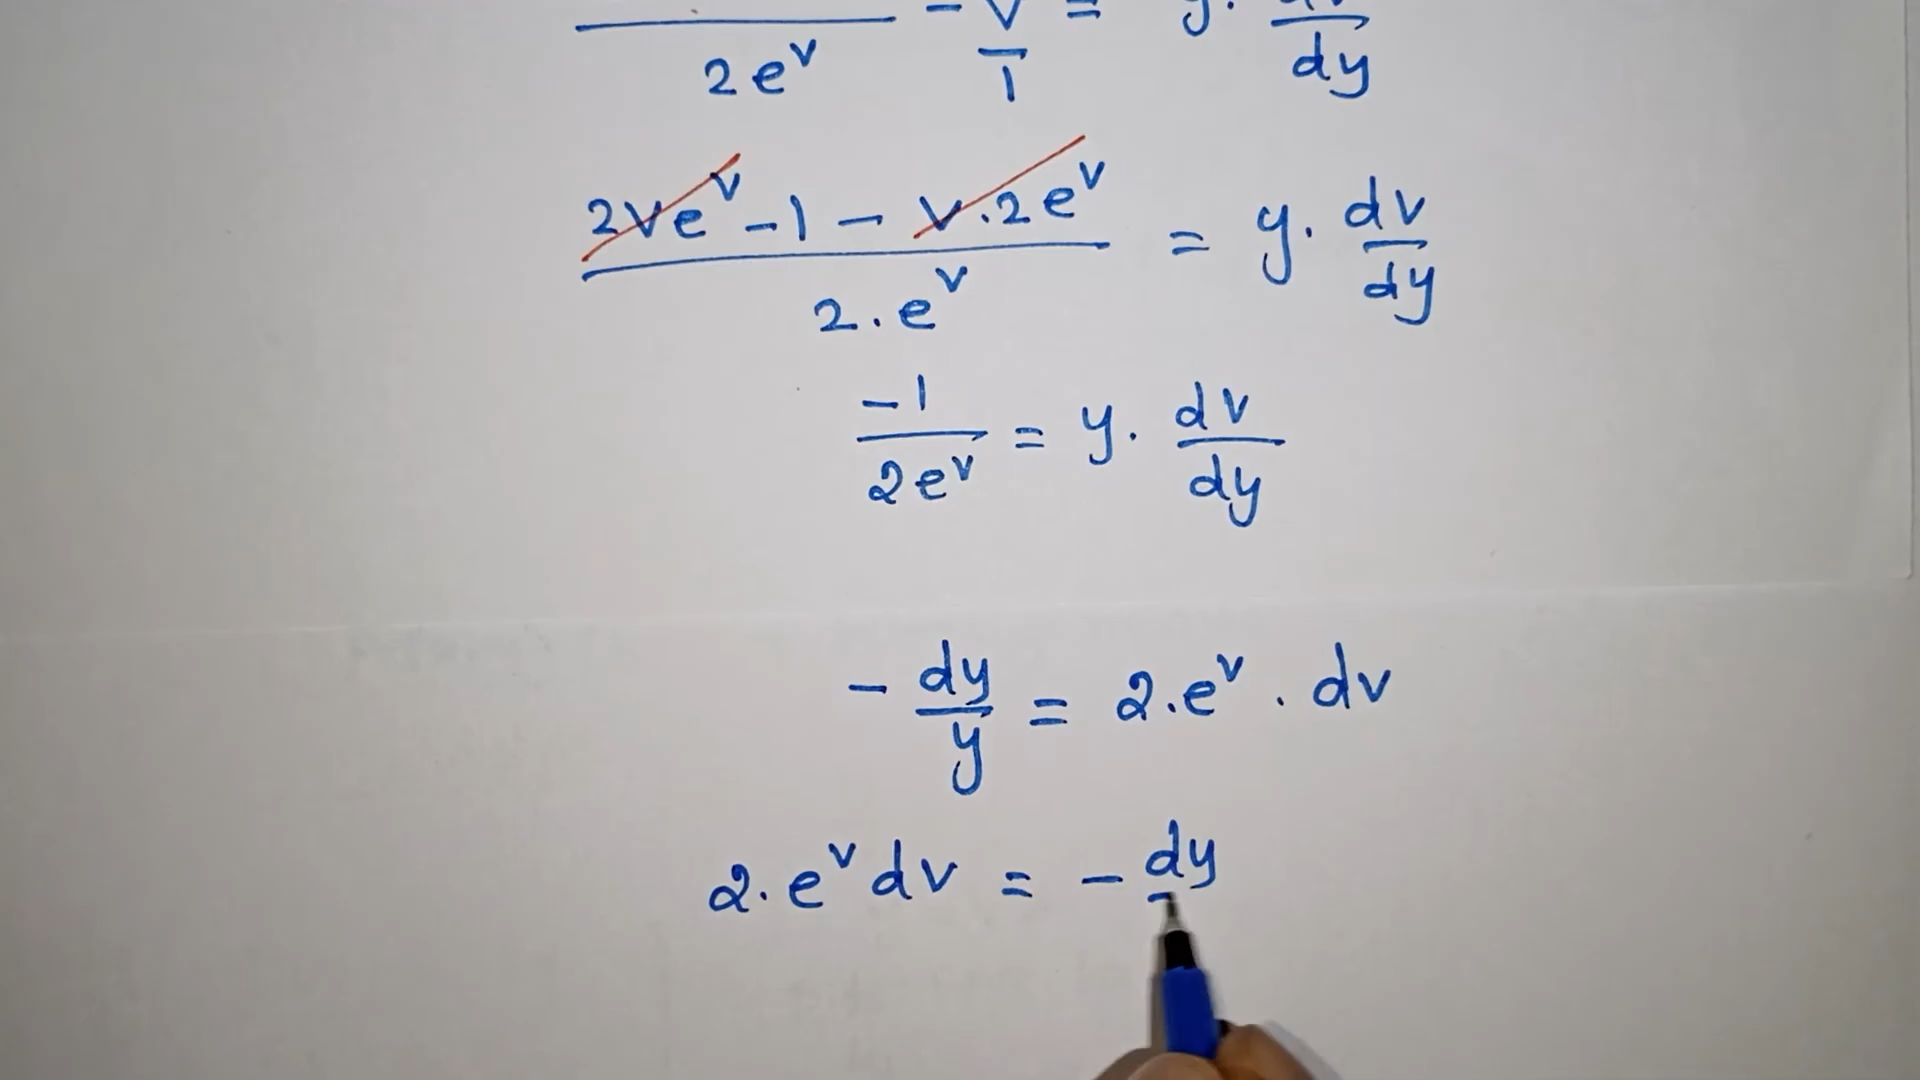 2e^v - v/1 = y. dv/dy
(2ve^v - 1 - v.2e^v)/(2.e^v) = y. dv/dy
-1/(2e^v) = y. dv/dy
- dy/y = 2.e^v . dv
2.e^v dv = - dy